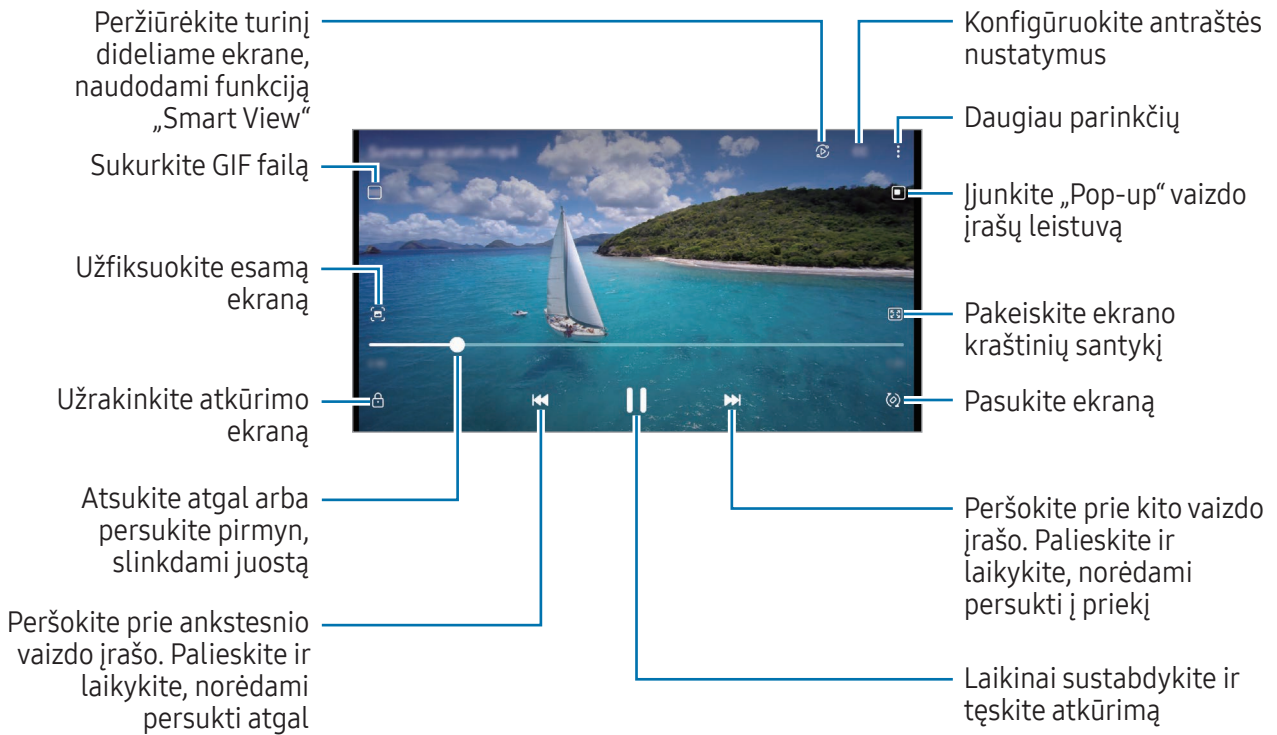 Peržiūrėkite turinį
dideliame ekrane,
naudodami funkciją
„Smart View“
Sukurkite GIF failą
Užfiksuokite esamą
ekraną
Užrakinkite atkūrimo
ekraną
Atsukite atgal arba
persukite pirmyn,
slinkdami juostą
Peršokite prie ankstesnio
vaizdo įrašo. Palieskite ir
laikykite, norėdami
persukti atgal
Konfigūruokite antraštės
nustatymus
Daugiau parinkčių
Įjunkite „Pop-up“ vaizdo
įrašų leistuvą
Pakeiskite ekrano
kraštinių santykį
Pasukite ekraną
Peršokite prie kito vaizdo
įrašo. Palieskite ir
laikykite, norėdami
persukti į priekį
Laikinai sustabdykite ir
tęskite atkūrimą